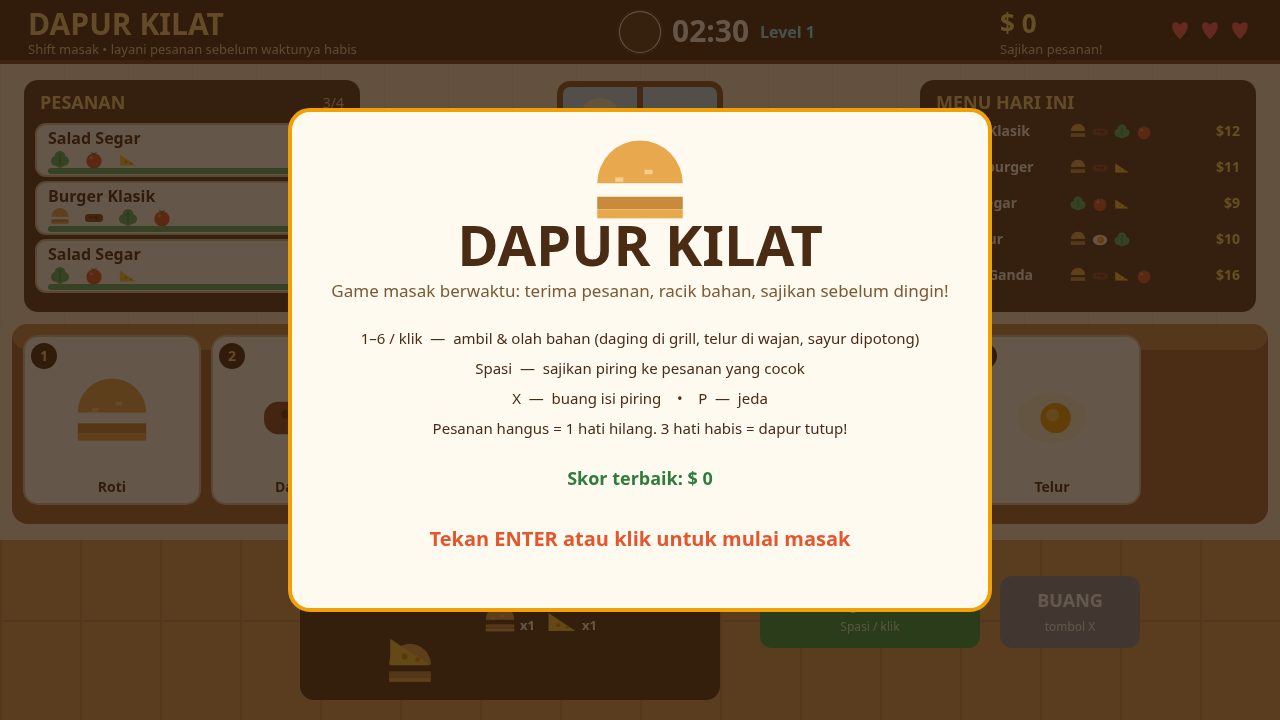 DAPUR KILAT
Shift masak • layani pesanan sebelum waktunya habis
02:30
Level 1
$ 0
Sajikan pesanan!
PESANAN
3/4
Salad Segar
Burger Klasik
Salad Segar
MENU HARI INI
Klasik
$12
$11
$9
$10
Ganda
$16
DAPUR KILAT
Game masak berwaktu: terima pesanan, racik bahan, sajikan sebelum dingin!
1–6 / klik — ambil & olah bahan (daging di grill, telur di wajan, sayur dipotong)
Spasi — sajikan piring ke pesanan yang cocok
X — buang isi piring • P — jeda
Pesanan hangus = 1 hati hilang. 3 hati habis = dapur tutup!
Skor terbaik: $ 0
Tekan ENTER atau klik untuk mulai masak
1
2
Roti
Telur
x1
x1
Spasi / klik
BUANG
tombol X